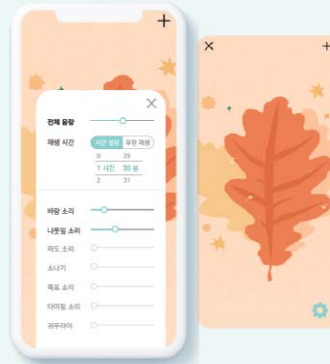 전체 음량
재생 시간
시간 설정 무한 재생
0 29
1 시간 30 분
2 31
바람 소리
나뭇잎 소리
파도 소리
소나기
폭포 소리
타이핑 소리
귀뚜라미